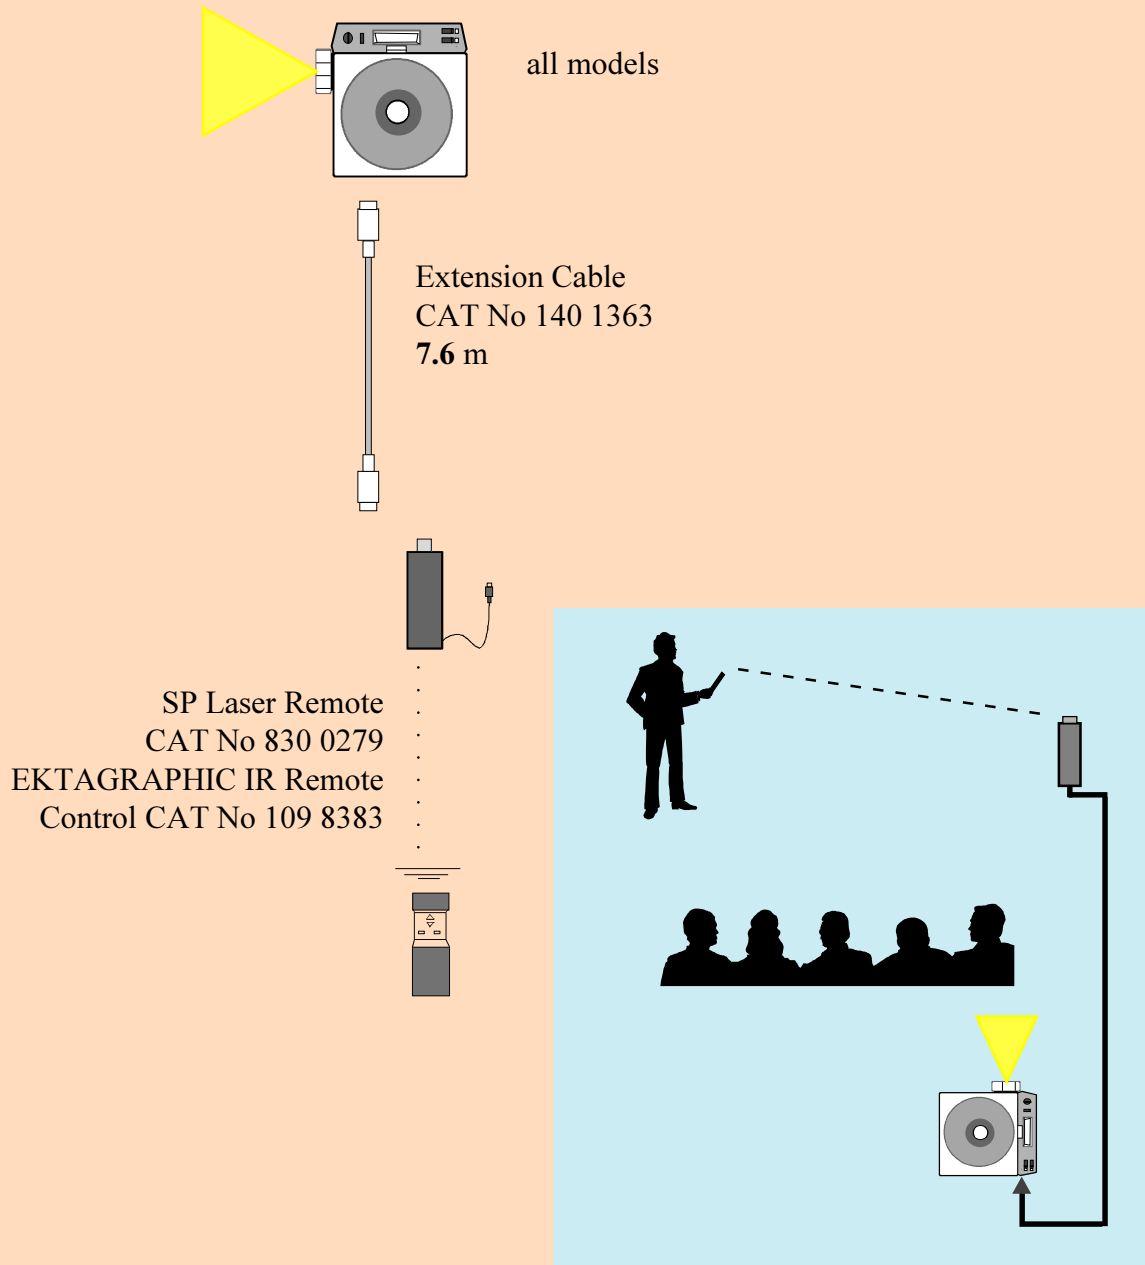 all models
Extension Cable
CAT No 140 1363
7.6 m
SP Laser Remote
CAT No 830 0279
EKTAGRAPHIC IR Remote
Control CAT No 109 8383